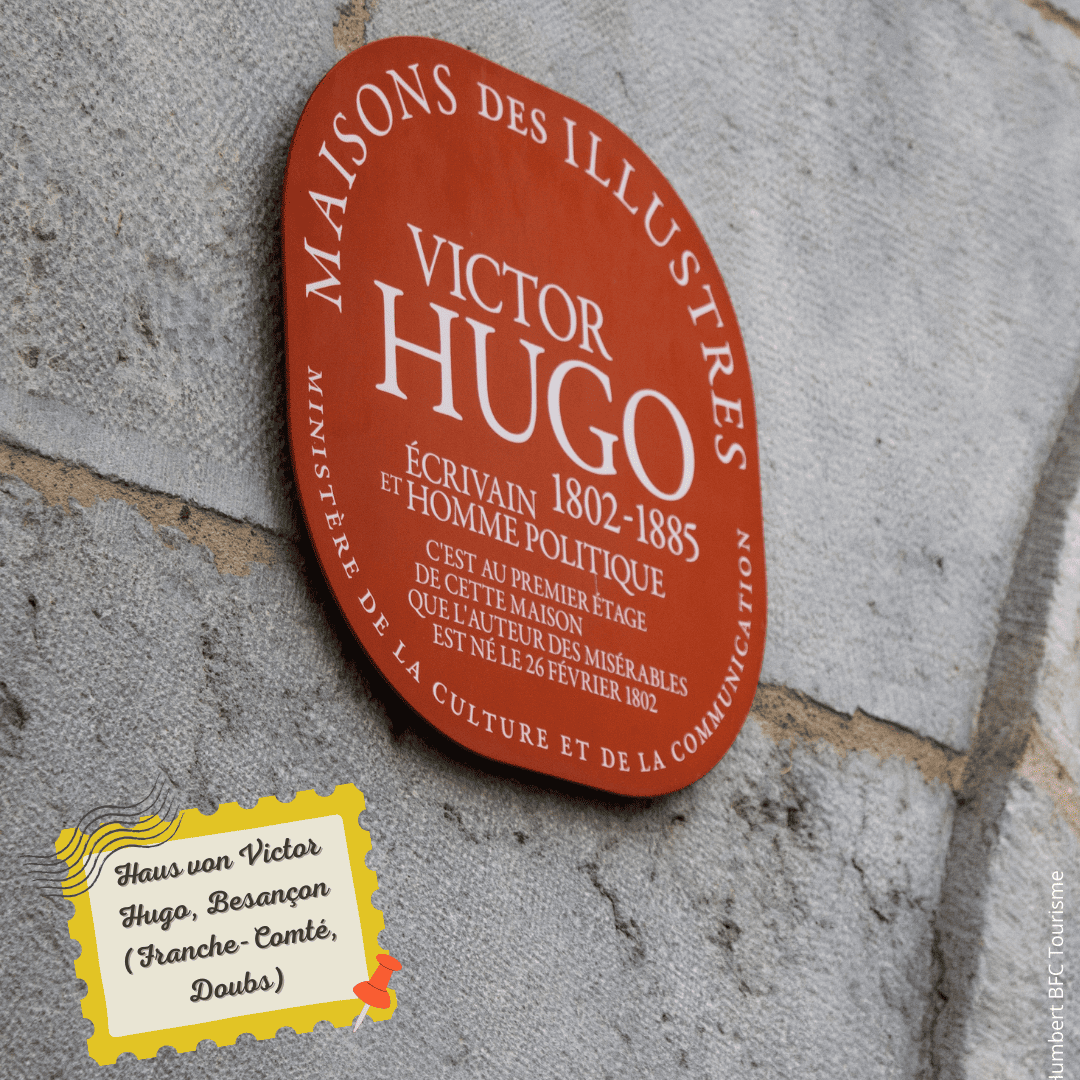 MAISONS DES ILLUSTRES
VICTOR
HUGO
ÉCRIVAIN 1802-1885
ET HOMME POLITIQUE
C'EST AU PREMIER ÉTAGE
DE CETTE MAISON
QUE L'AUTEUR DES MISÉRABLES
EST NÉ LE 26 FÉVRIER 1802
MINISTÈRE DE LA CULTURE ET DE LA COMMUNICATION
Haus von Victor
Hugo, Besançon
(Franche-Comté,
Doubs)
Humbert BFC Tourisme